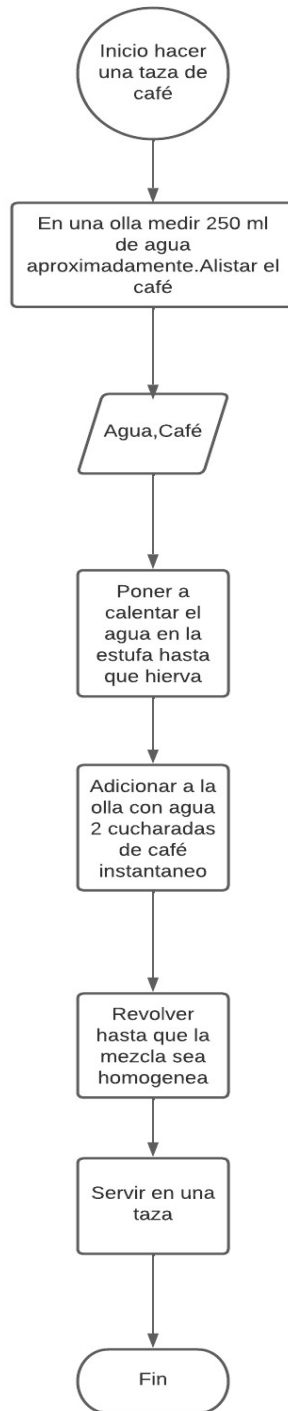 Inicio hacer
una taza de
café
En una olla medir 250 ml
de agua
aproximadamente.Alistar el
café
Agua,Café
Poner a
calentar el
agua en la
estufa hasta
que hierva
Adicionar a la
olla con agua
2 cucharadas
de café
instantaneo
Revolver
hasta que la
mezcla sea
homogenea
Servir en una
taza
Fin